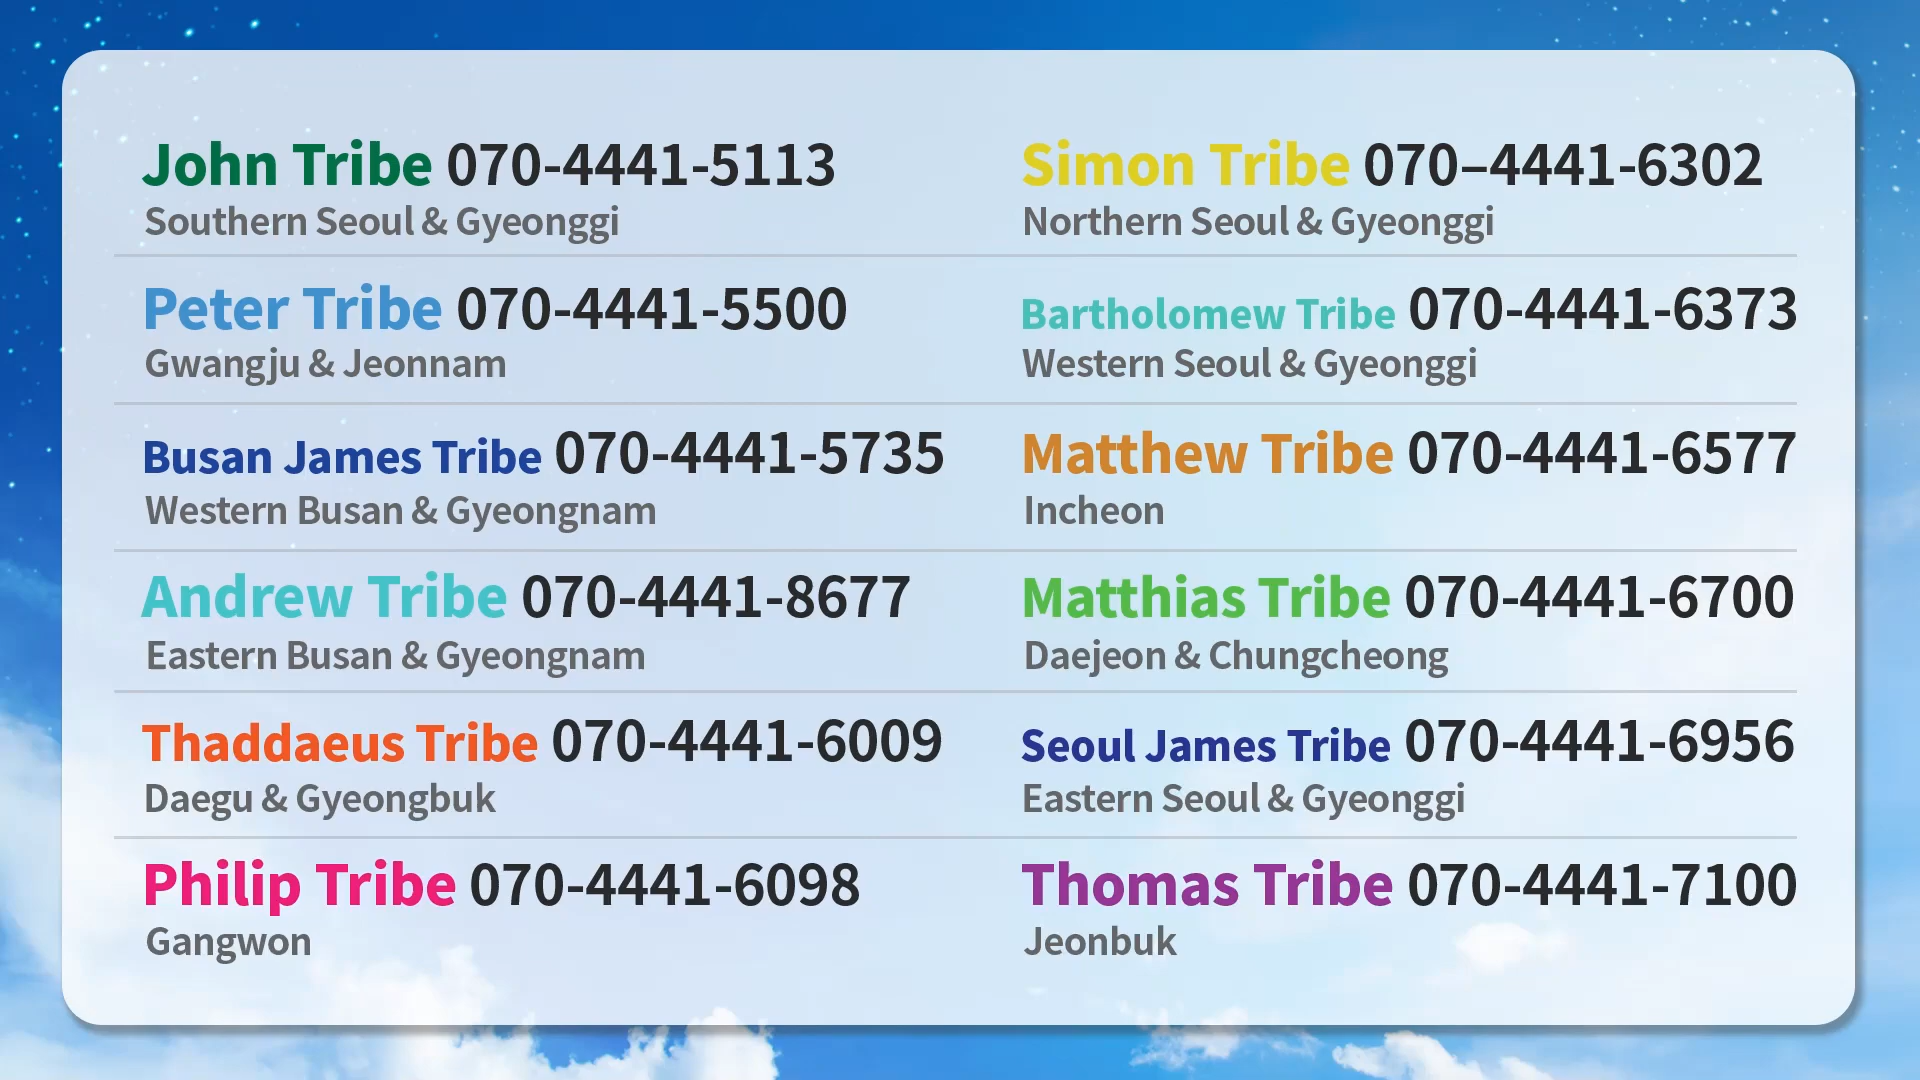 John Tribe 070-4441-5113
Southern Seoul & Gyeonggi
Peter Tribe 070-4441-5500
Gwangju & Jeonnam
Busan James Tribe 070-4441-5735
Western Busan & Gyeongnam
Andrew Tribe 070-4441-8677
Eastern Busan & Gyeongnam
Thaddaeus Tribe 070-4441-6009
Daegu & Gyeongbuk
Philip Tribe 070-4441-6098
Gangwon
Simon Tribe 070–4441-6302
Northern Seoul & Gyeonggi
Bartholomew Tribe 070-4441-6373
Western Seoul & Gyeonggi
Matthew Tribe 070-4441-6577
Incheon
Matthias Tribe 070-4441-6700
Daejeon & Chungcheong
Seoul James Tribe 070-4441-6956
Eastern Seoul & Gyeonggi
Thomas Tribe 070-4441-7100
Jeonbuk